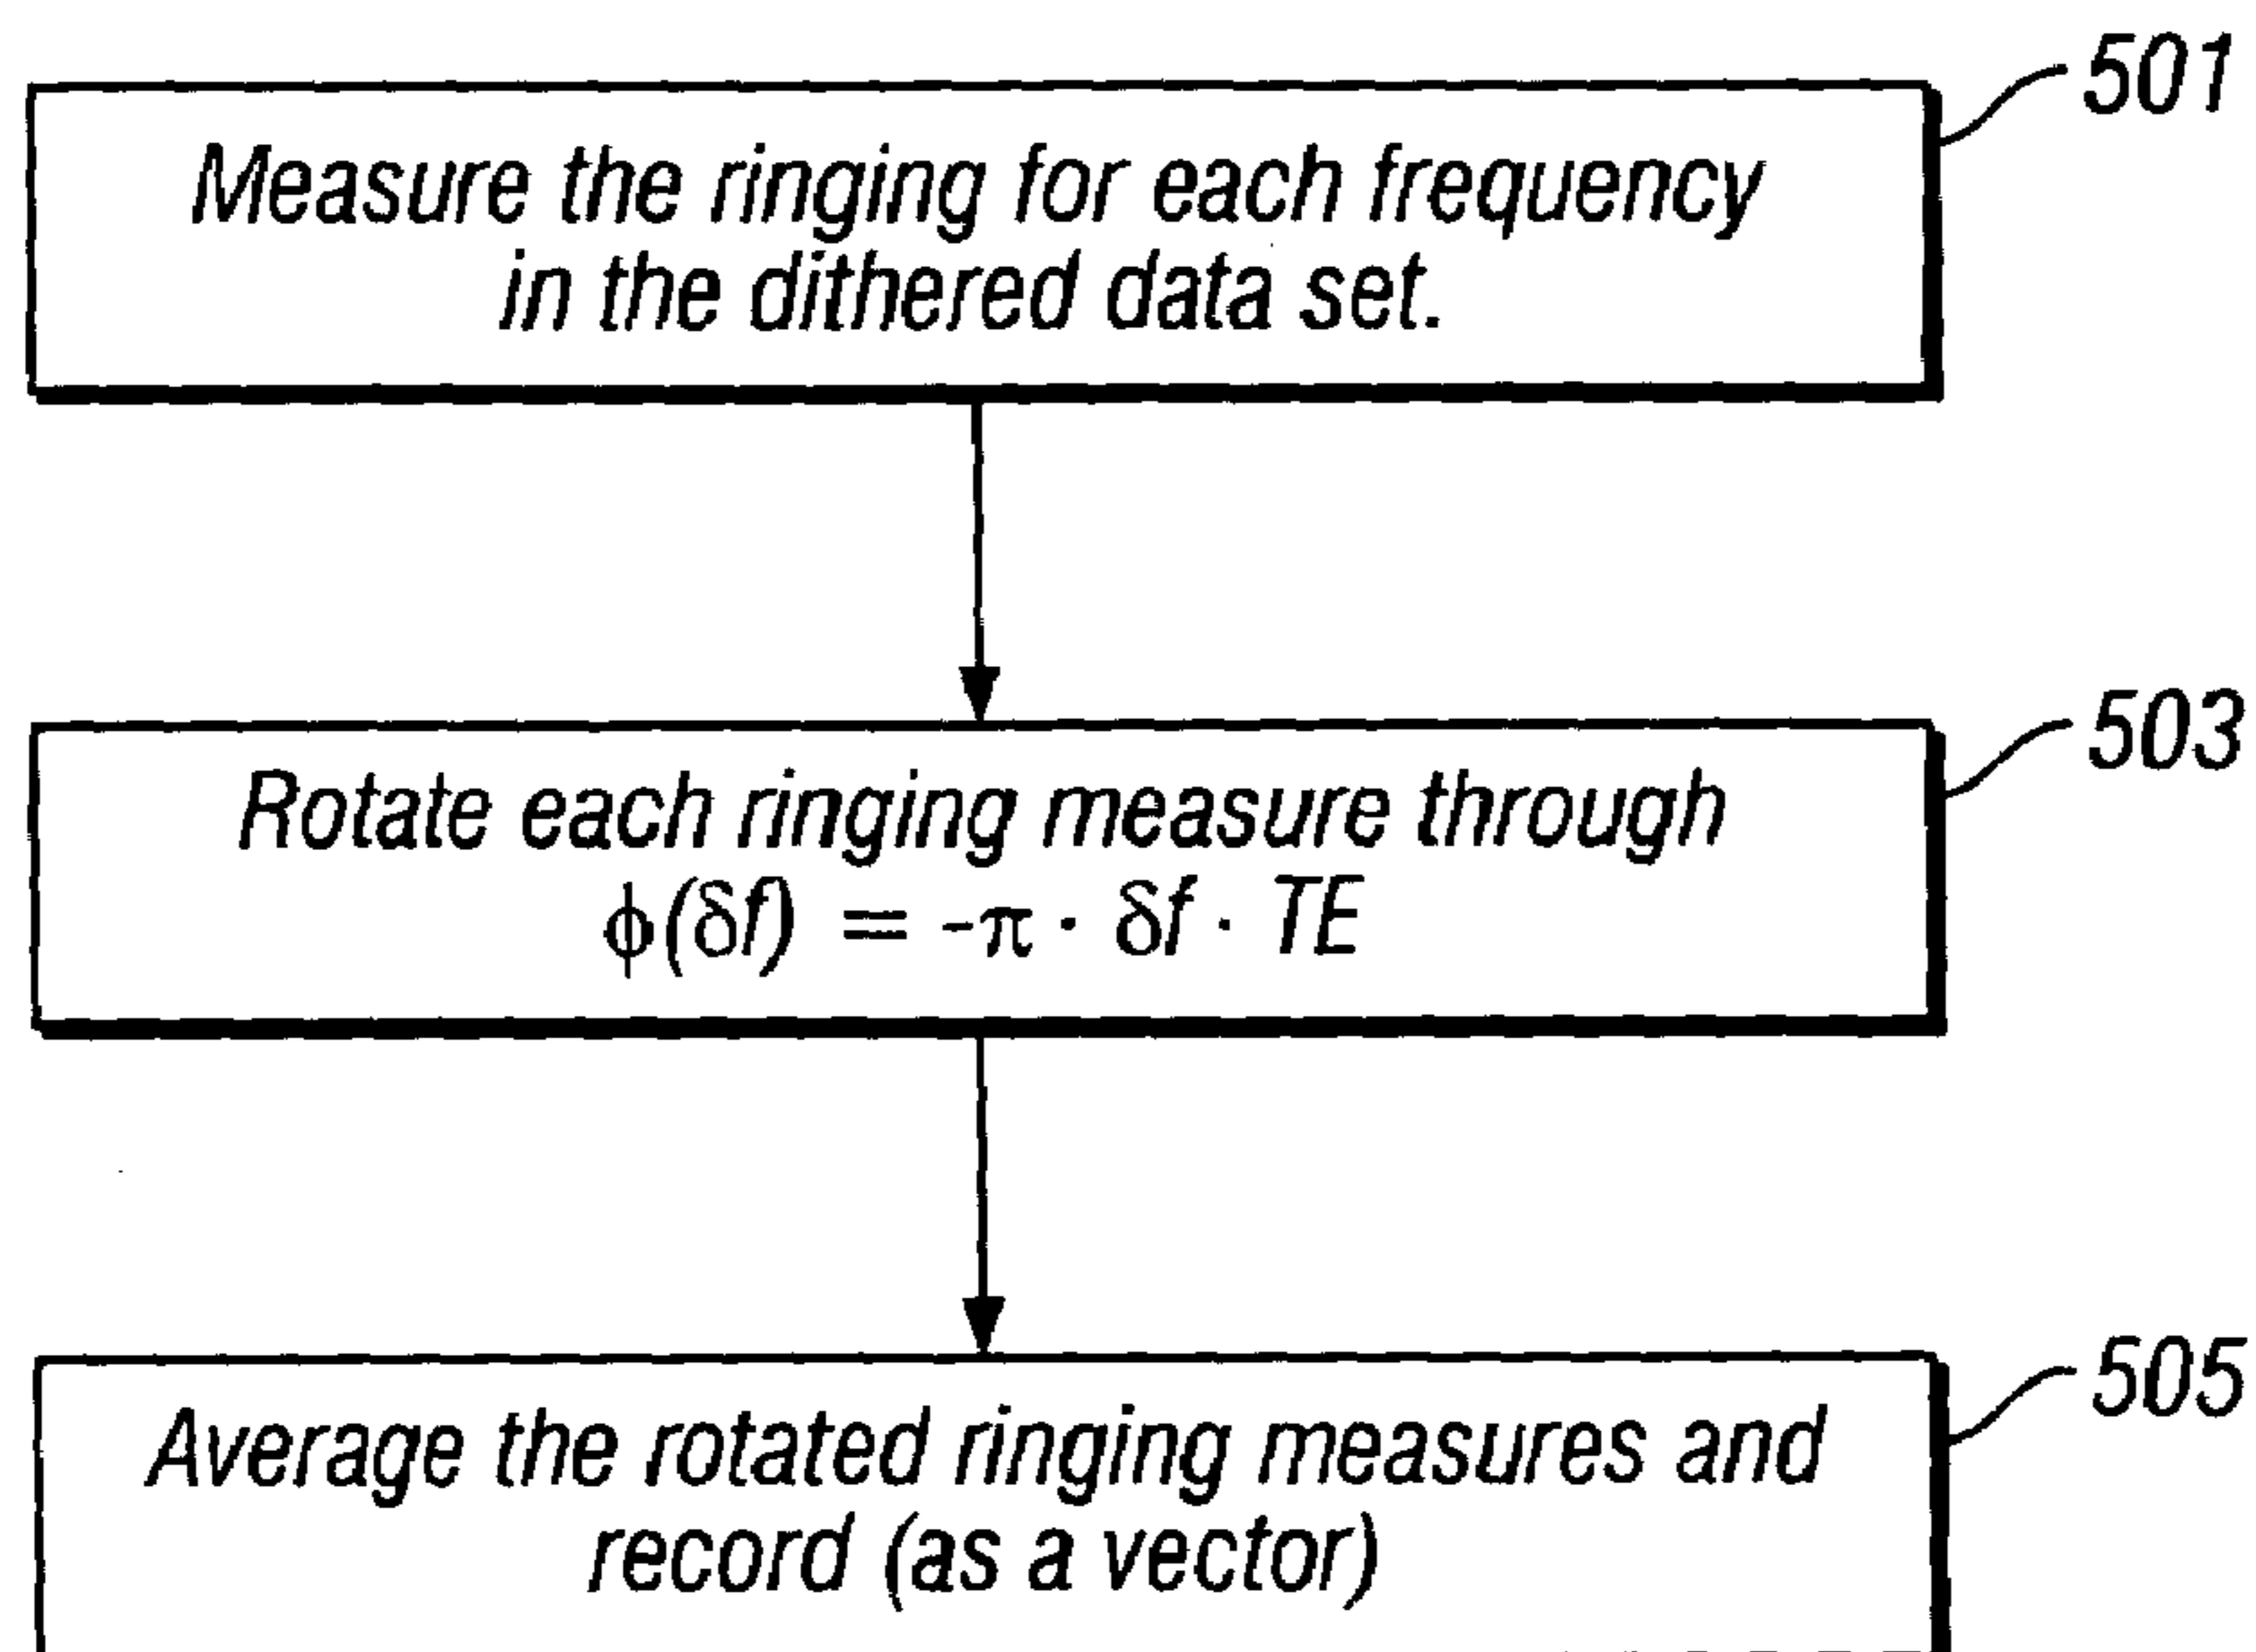 501
Measure the ringing for each frequency
in the dithered data set.
503
Rotate each ringing measure through
ϕ(δf) = -π · δf · TE
505
Average the rotated ringing measures and
record (as a vector)